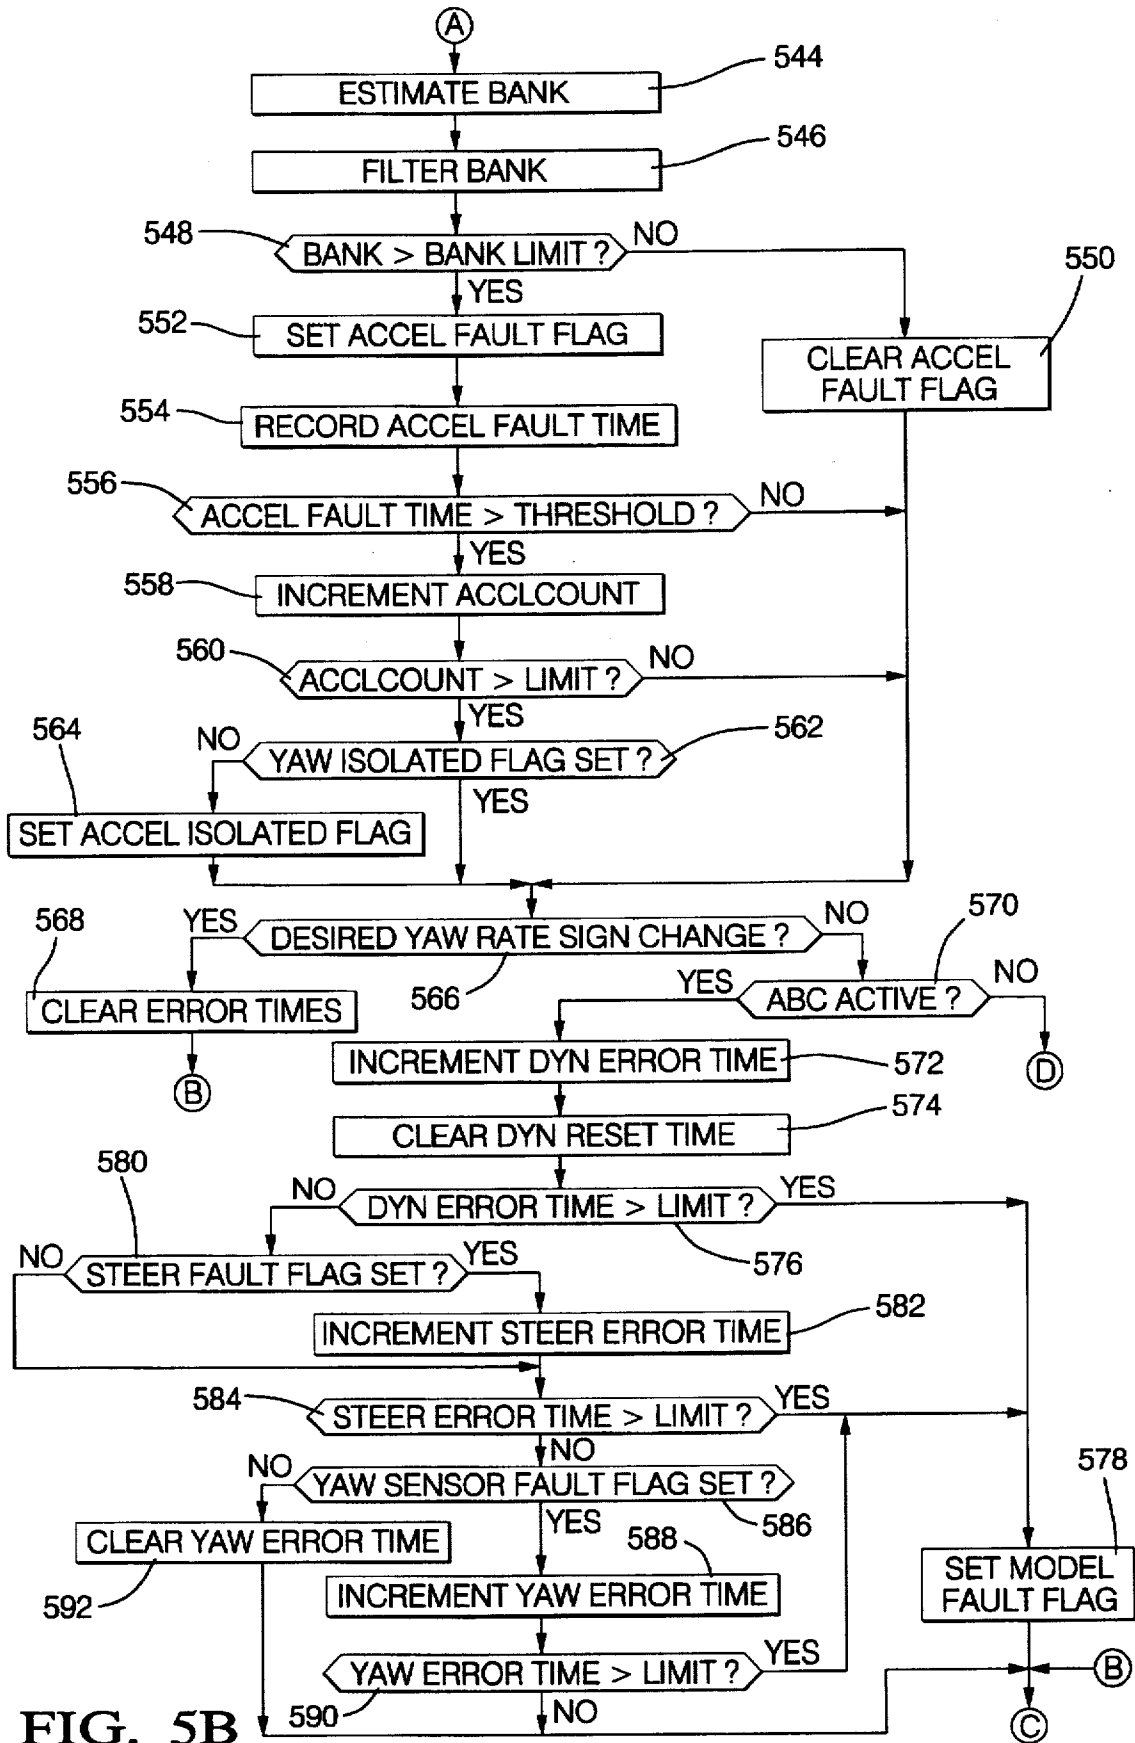 A
544
ESTIMATE BANK
546
FILTER BANK
548
BANK > BANK LIMIT ?
NO
YES
550
552
SET ACCEL FAULT FLAG
CLEAR ACCEL
FAULT FLAG
554
RECORD ACCEL FAULT TIME
556
ACCEL FAULT TIME > THRESHOLD ?
NO
YES
558
INCREMENT ACCLCOUNT
560
ACCLCOUNT > LIMIT ?
NO
YES
562
564
NO
YAW ISOLATED FLAG SET ?
YES
SET ACCEL ISOLATED FLAG
568
YES
DESIRED YAW RATE SIGN CHANGE ?
NO
570
566
YES
ABC ACTIVE ?
NO
CLEAR ERROR TIMES
B
INCREMENT DYN ERROR TIME
572
D
574
CLEAR DYN RESET TIME
580
NO
DYN ERROR TIME > LIMIT ?
YES
576
NO
STEER FAULT FLAG SET ?
YES
582
INCREMENT STEER ERROR TIME
584
STEER ERROR TIME > LIMIT ?
YES
NO
578
NO
YAW SENSOR FAULT FLAG SET ?
586
YES
CLEAR YAW ERROR TIME
588
592
INCREMENT YAW ERROR TIME
SET MODEL
FAULT FLAG
YAW ERROR TIME > LIMIT ?
YES
B
590
NO
C
FIG. 5B